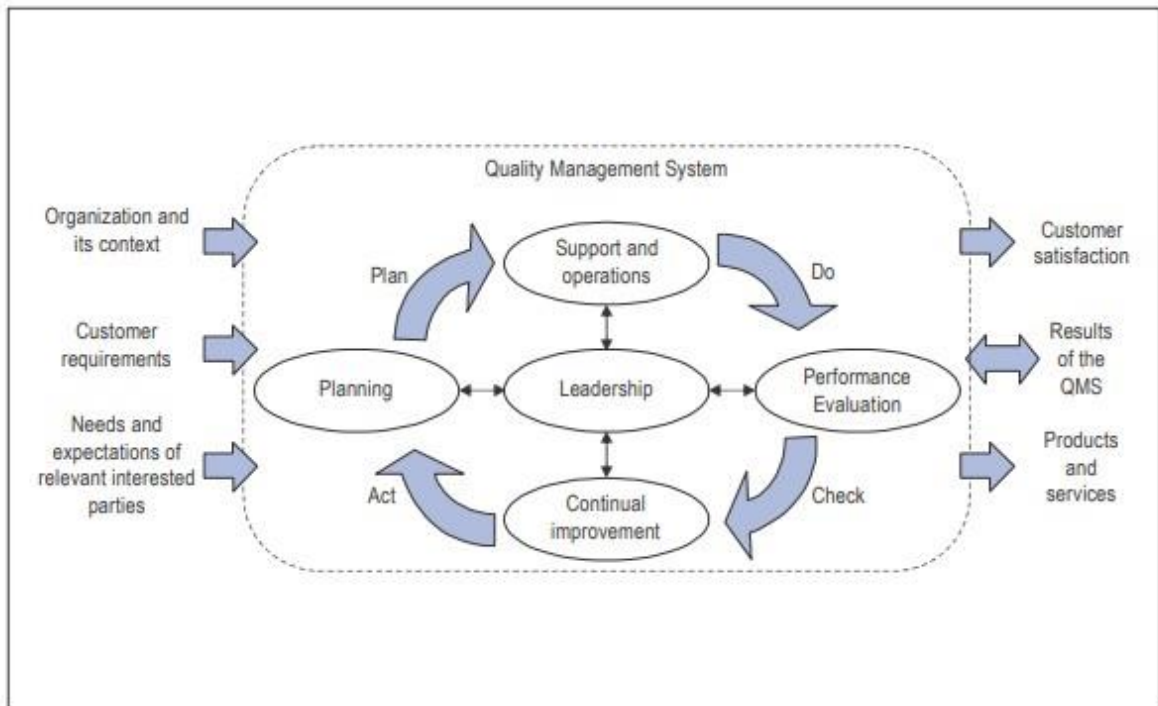 Quality Management System
Organization and
its context
Customer
requirements
Needs and
expectations of
relevant interested
parties
Plan
Support and
operations
Do
Planning
Leadership
Performance
Evaluation
Act
Continual
improvement
Check
Customer
satisfaction
Results
of the
QMS
Products
and
services